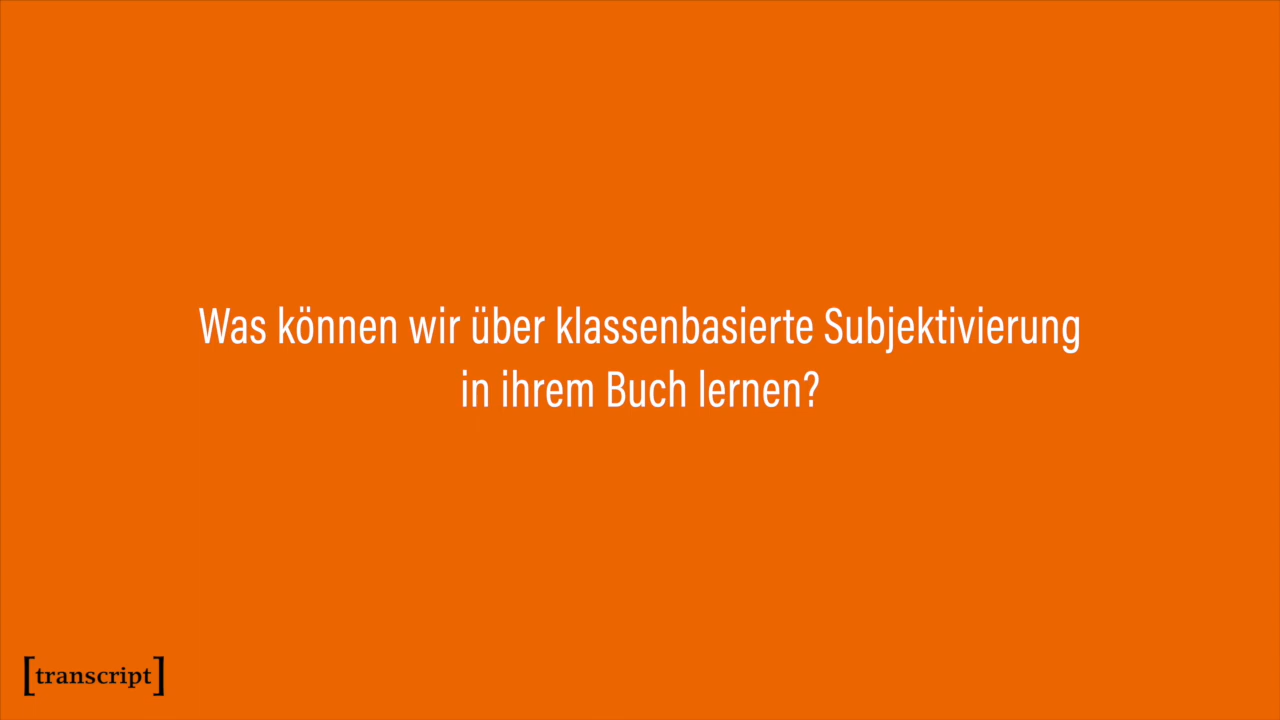 Was können wir über klassenbasierte Subjektivierung
in ihrem Buch lernen?
[transcript]